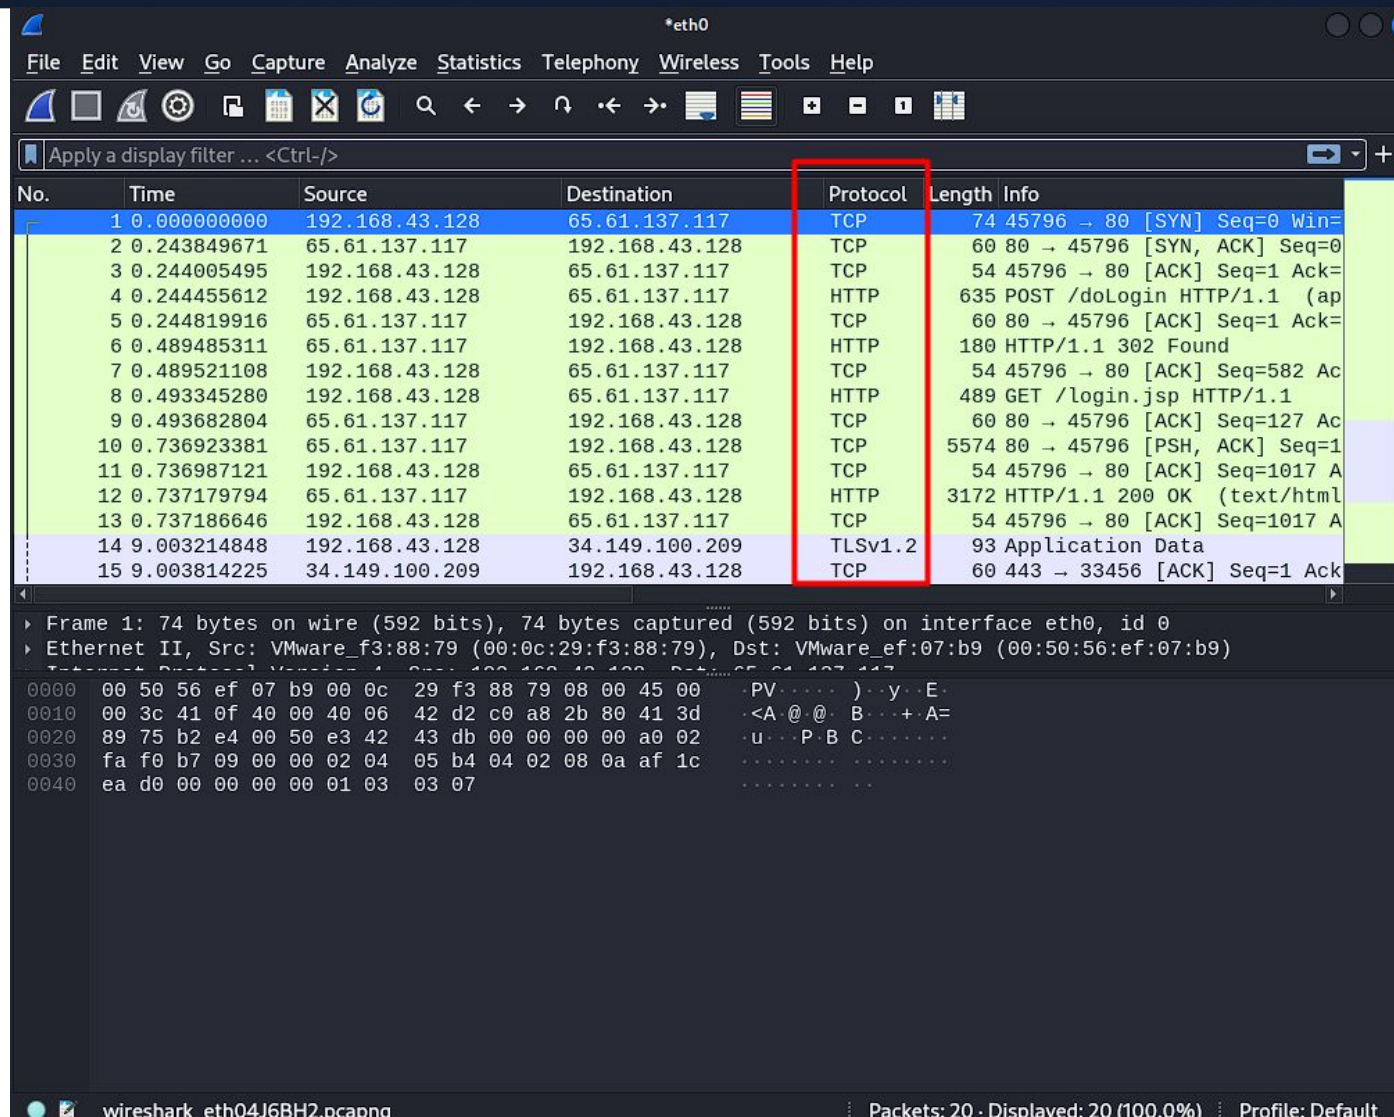 *eth0
File Edit View Go Capture Analyze Statistics Telephony Wireless Tools Help
Apply a display filter ... <Ctrl-/>
No. Time Source Destination Protocol Length Info
1 0.000000000 192.168.43.128 65.61.137.117 TCP 74 45796 → 80 [SYN] Seq=0 Win=
2 0.243849671 65.61.137.117 192.168.43.128 TCP 60 80 → 45796 [SYN, ACK] Seq=0
3 0.244005495 192.168.43.128 65.61.137.117 TCP 54 45796 → 80 [ACK] Seq=1 Ack=
4 0.244455612 192.168.43.128 65.61.137.117 HTTP 635 POST /doLogin HTTP/1.1 (ap
5 0.244819916 65.61.137.117 192.168.43.128 TCP 60 80 → 45796 [ACK] Seq=1 Ack=
6 0.489485311 65.61.137.117 192.168.43.128 HTTP 180 HTTP/1.1 302 Found
7 0.489521108 192.168.43.128 65.61.137.117 TCP 54 45796 → 80 [ACK] Seq=582 Ac
8 0.493345280 192.168.43.128 65.61.137.117 HTTP 489 GET /login.jsp HTTP/1.1
9 0.493682804 65.61.137.117 192.168.43.128 TCP 60 80 → 45796 [ACK] Seq=127 Ac
10 0.736923381 65.61.137.117 192.168.43.128 TCP 5574 80 → 45796 [PSH, ACK] Seq=1
11 0.736987121 192.168.43.128 65.61.137.117 TCP 54 45796 → 80 [ACK] Seq=1017 A
12 0.737179794 65.61.137.117 192.168.43.128 HTTP 3172 HTTP/1.1 200 OK (text/html
13 0.737186646 192.168.43.128 65.61.137.117 TCP 54 45796 → 80 [ACK] Seq=1017 A
14 9.003214848 192.168.43.128 34.149.100.209 TLSv1.2 93 Application Data
15 9.003814225 34.149.100.209 192.168.43.128 TCP 60 443 → 33456 [ACK] Seq=1 Ack
Frame 1: 74 bytes on wire (592 bits), 74 bytes captured (592 bits) on interface eth0, id 0
Ethernet II, Src: VMware_f3:88:79 (00:0c:29:f3:88:79), Dst: VMware_ef:07:b9 (00:50:56:ef:07:b9)
Internet Protocol Version 4, Src: 192.168.43.128, Dst: 65.61.137.117
0000 00 50 56 ef 07 b9 00 0c 29 f3 88 79 08 00 45 00 ·PV····· )··y··E·
0010 00 3c 41 0f 40 00 40 06 42 d2 c0 a8 2b 80 41 3d ·<A·@·@· B···+·A=
0020 89 75 b2 e4 00 50 e3 42 43 db 00 00 00 00 a0 02 ·u···P·B C·······
0030 fa f0 b7 09 00 00 02 04 05 b4 04 02 08 0a af 1c ········ ········
0040 ea d0 00 00 00 00 01 03 03 07 ········ ··
wireshark_eth04J6BH2.pcapng Packets: 20 · Displayed: 20 (100.0%) Profile: Default